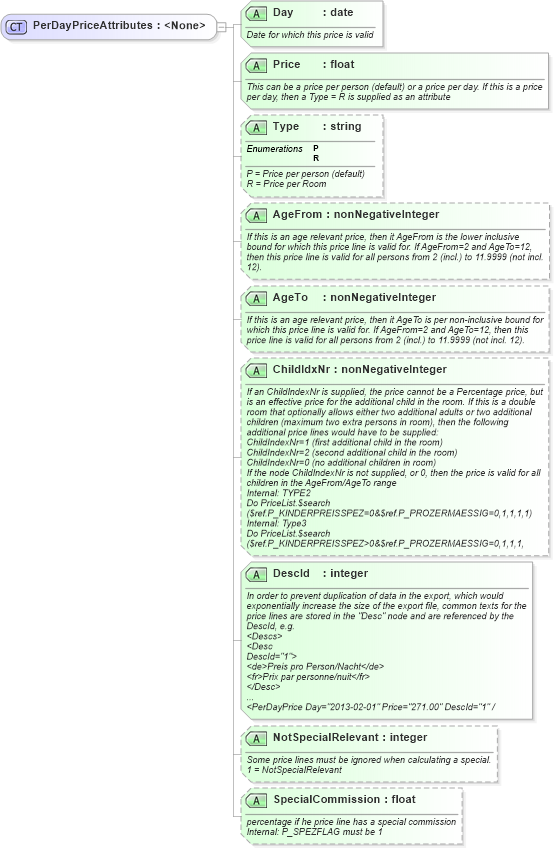 CT PerDayPriceAttributes : <None>
A Day : date
Date for which this price is valid
A Price : float
This can be a price per person (default) or a price per day. If this is a price
per day, then a Type = R is supplied as an attribute
A Type : string
Enumerations P
R
P = Price per person (default)
R = Price per Room
A AgeFrom : nonNegativeInteger
If this is an age relevant price, then it AgeFrom is the lower inclusive
bound for which this price line is valid for. If AgeFrom=2 and AgeTo=12,
then this price line is valid for all persons from 2 (incl.) to 11.9999 (not incl.
12).
A AgeTo : nonNegativeInteger
If this is an age relevant price, then it AgeTo is per non-inclusive bound for
which this price line is valid for. If AgeFrom=2 and AgeTo=12, then this
price line is valid for all persons from 2 (incl.) to 11.9999 (not incl. 12).
A ChildIdxNr : nonNegativeInteger
If an ChildIndexNr is supplied, the price cannot be a Percentage price, but
is an effective price for the additional child in the room. If this is a double
room that optionally allows either two additional adults or two additional
children (maximum two extra persons in room), then the following
additional price lines would have to be supplied:
ChildIndexNr=1 (first additional child in the room)
ChildIndexNr=2 (second additional child in the room)
ChildIndexNr=0 (no additional children in room)
If the node ChildIndexNr is not supplied, or 0, then the price is valid for all
children in the AgeFrom/AgeTo range
Internal: TYPE2
Do PriceList.$search
($ref.P_KINDERPREISSPEZ=0&$ref.P_PROZERMAESSIG=0,1,1,1,1)
Internal: Type3
Do PriceList.$search
($ref.P_KINDERPREISSPEZ>0&$ref.P_PROZERMAESSIG=0,1,1,1,
A DescId : integer
In order to prevent duplication of data in the export, which would
exponentially increase the size of the export file, common texts for the
price lines are stored in the "Desc" node and are referenced by the
DescId, e.g.
<Descs>
<Desc
DescId="1">
<de>Preis pro Person/Nacht</de>
<fr>Prix par personne/nuit</fr>
</Desc>
...
<PerDayPrice Day="2013-02-01" Price="271.00" DescId="1" /
A NotSpecialRelevant : integer
Some price lines must be ignored when calculating a special.
1 = NotSpecialRelevant
A SpecialCommission : float
percentage if he price line has a special commission
Internal: P_SPEZFLAG must be 1